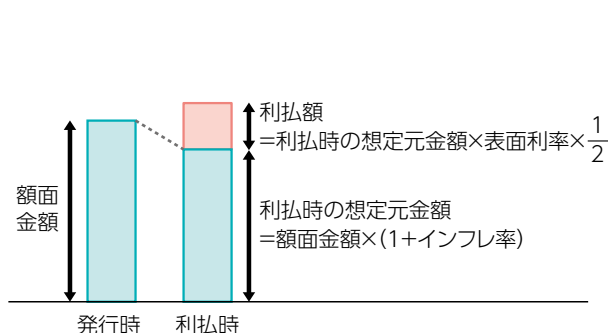 利払額
=利払時の想定元金額×表面利率×1/2
額面
金額
利払時の想定元金額
=額面金額×(1+インフレ率)
発行時 利払時